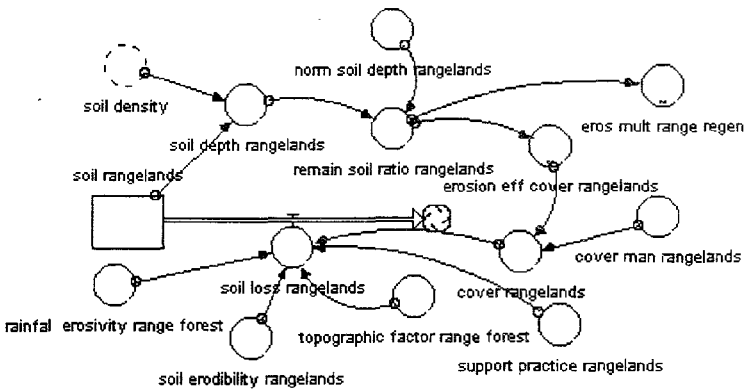 norm soil depth rangelands
soil density
eros mult range regen
soil depth rangelands
remain soil ratio rangelands
soil rangelands
erosion eff cover rangelands
cover man rangelands
soil loss rangelands
cover rangelands
rainfal erosivity range forest
topographic factor range forest
support practice rangelands
soil erodibility rangelands